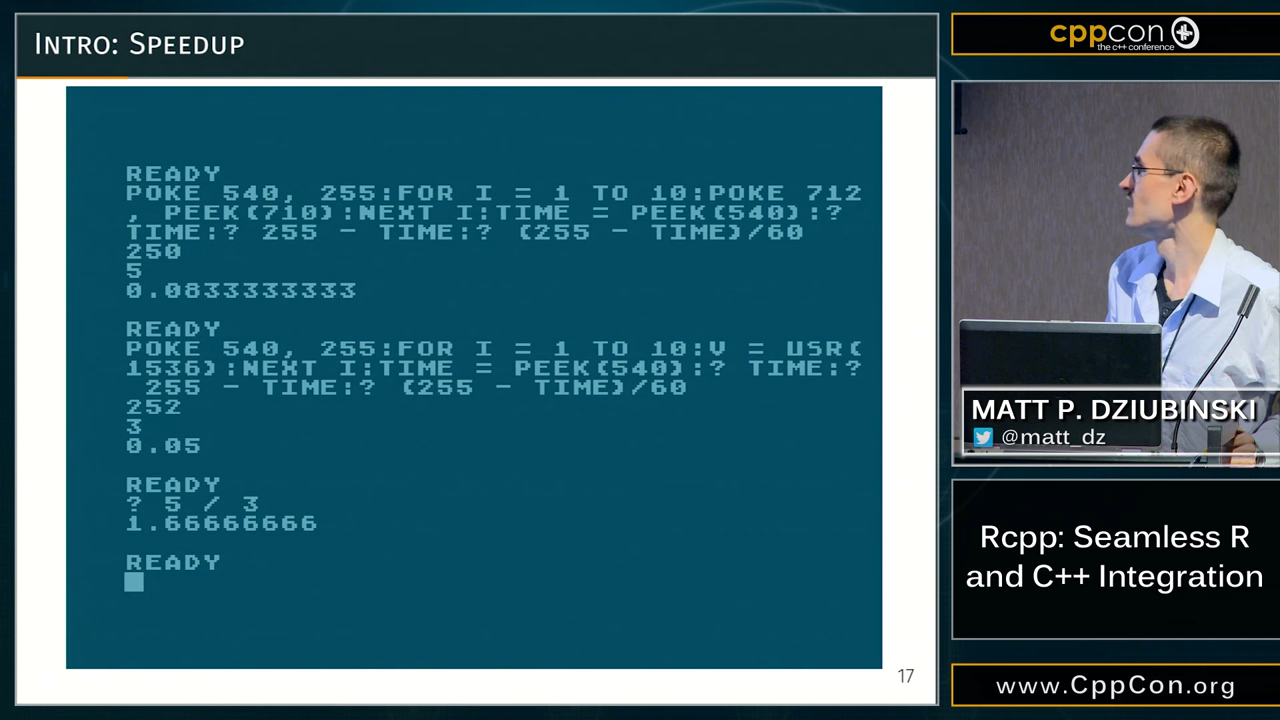 INTRO: SPEEDUP
READY
POKE 540, 255:FOR I = 1 TO 10:POKE 712
, PEEK(710):NEXT I:TIME = PEEK(540):?
TIME:? 255 - TIME:? (255 - TIME)/60
250
5
0.0833333333
READY
POKE 540, 255:FOR I = 1 TO 10:V = USR(
1536):NEXT I:TIME = PEEK(540):? TIME:?
255 - TIME:? (255 - TIME)/60
252
3
0.05
READY
? 5 / 3
1.66666666
READY
17
cppcon
the c++ conference
MATT P. DZIUBINSKI
@matt_dz
Rcpp: Seamless R
and C++ Integration
www.CppCon.org